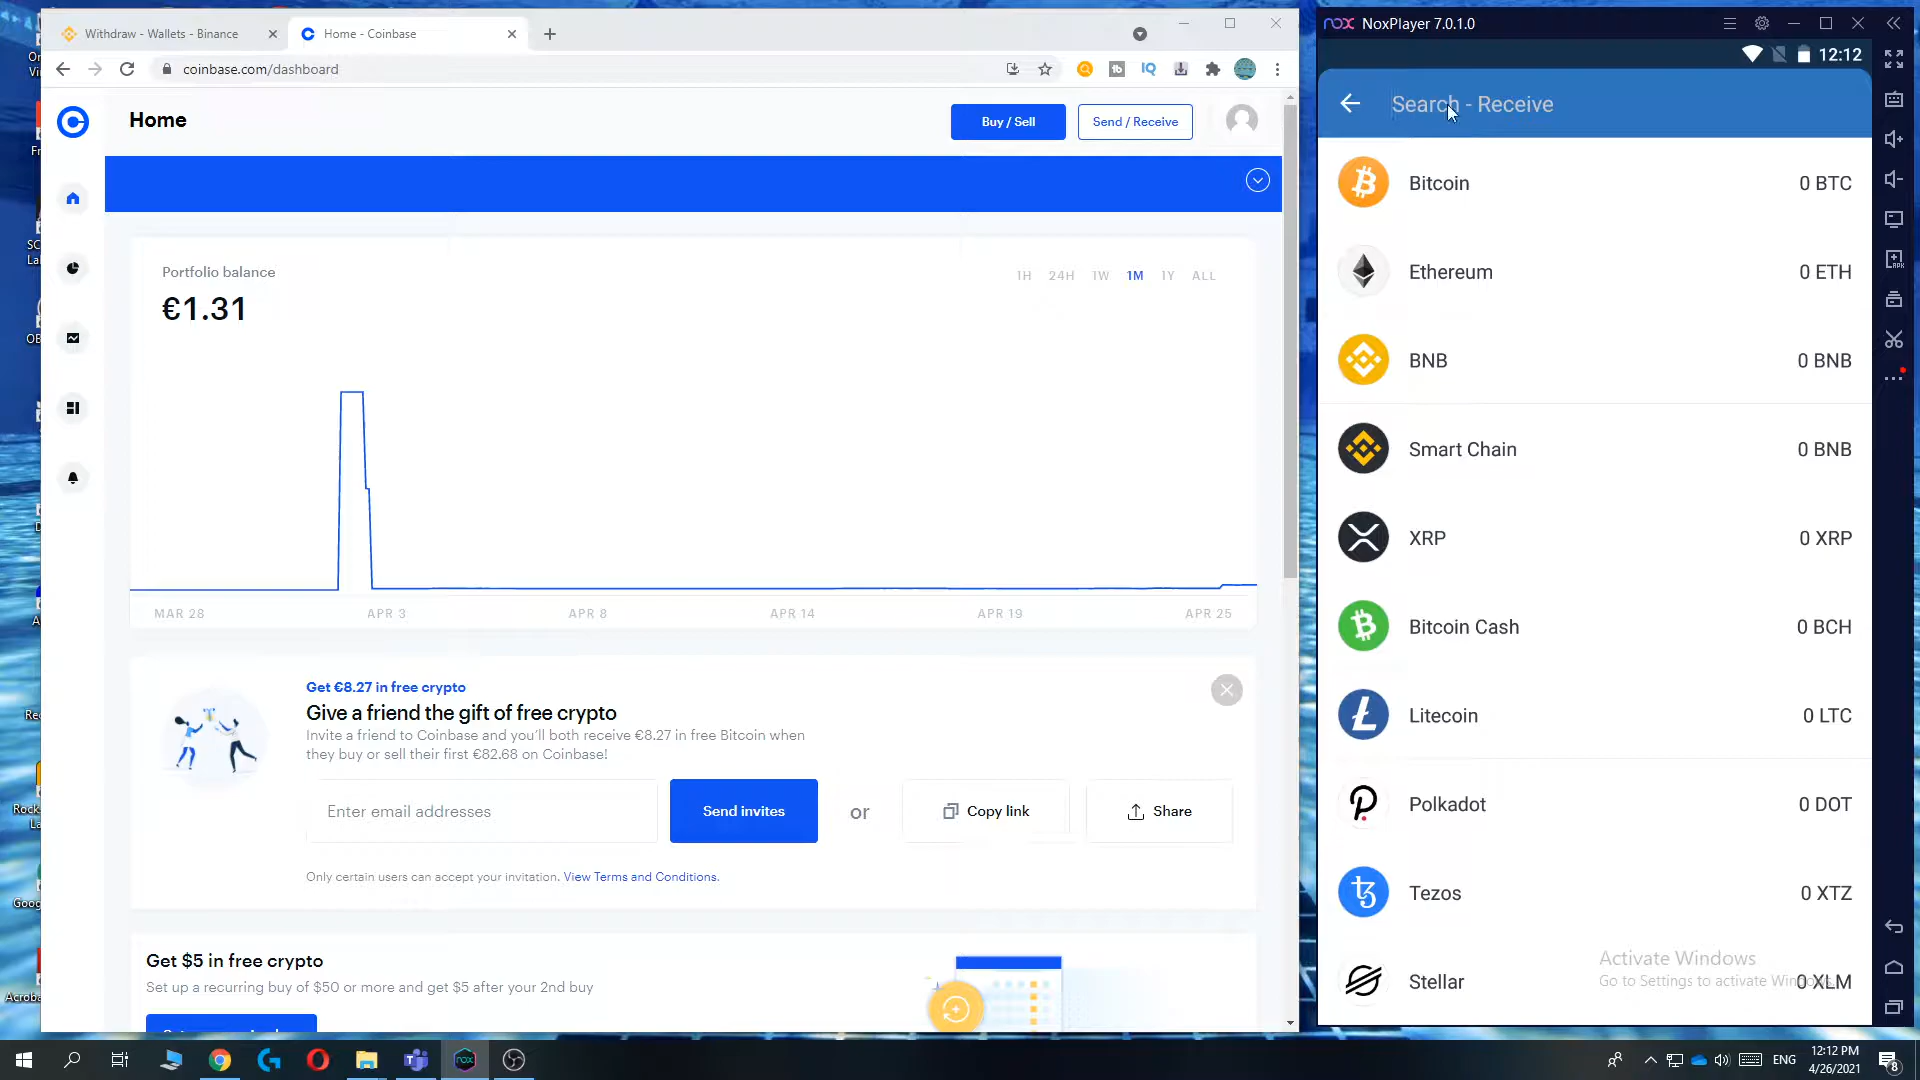 Withdraw - Wallets - Binance
Home - Coinbase
coinbase.com/dashboard
Home
Buy / Sell
Send / Receive
Portfolio balance
€1.31
1H 24H 1W 1M 1Y ALL
MAR 28 APR 3 APR 8 APR 14 APR 19 APR 25
Get €8.27 in free crypto
Give a friend the gift of free crypto
Invite a friend to Coinbase and you'll both receive €8.27 in free Bitcoin when
they buy or sell their first €82.68 on Coinbase!
Enter email addresses
Send invites
or
Copy link
Share
Only certain users can accept your invitation. View Terms and Conditions.
Get $5 in free crypto
Set up a recurring buy of $50 or more and get $5 after your 2nd buy
nox NoxPlayer 7.0.1.0
12:12
Search - Receive
Bitcoin 0 BTC
Ethereum 0 ETH
BNB 0 BNB
Smart Chain 0 BNB
XRP 0 XRP
Bitcoin Cash 0 BCH
Litecoin 0 LTC
Polkadot 0 DOT
Tezos 0 XTZ
Stellar 0 XLM
Activate Windows
Go to Settings to activate Windows.
ENG
12:12 PM
4/26/2021
8